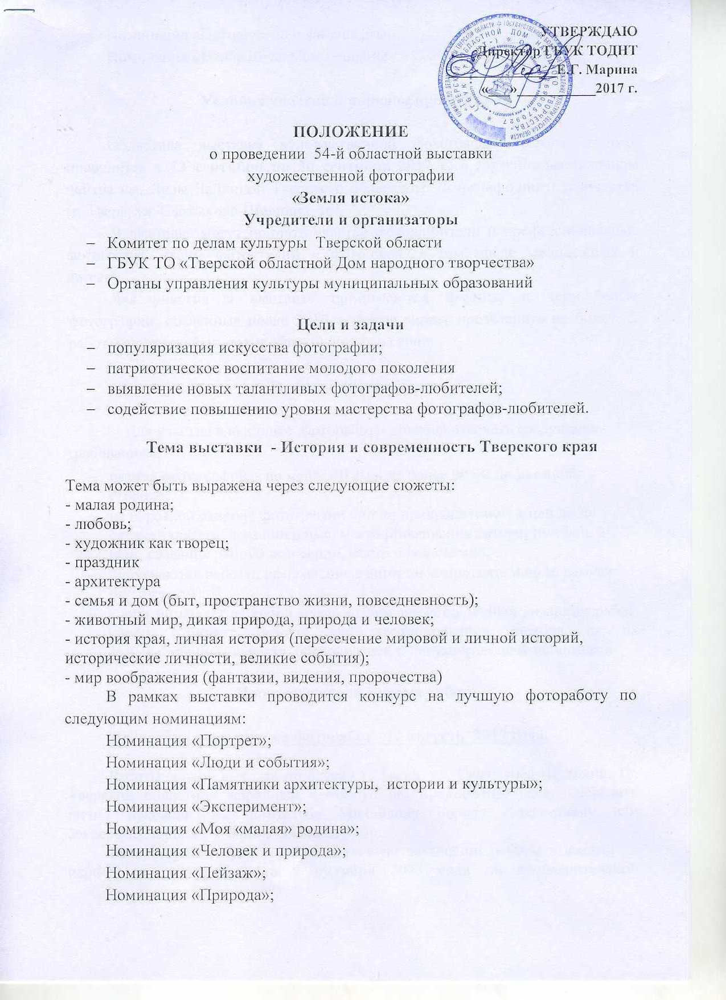 УТВЕРЖДАЮ
Директор ГБУК ТОДНТ
Е.Г. Марина
«___»___________2017 г.
ПОЛОЖЕНИЕ
о проведении 54-й областной выставки
художественной фотографии
«Земля истока»
Учредители и организаторы
– Комитет по делам культуры Тверской области
– ГБУК ТО «Тверской областной Дом народного творчества»
– Органы управления культуры муниципальных образований
Цели и задачи
– популяризация искусства фотографии;
– патриотическое воспитание молодого поколения
– выявление новых талантливых фотографов-любителей;
– содействие повышению уровня мастерства фотографов-любителей.
Тема выставки - История и современность Тверского края
Тема может быть выражена через следующие сюжеты:
- малая родина;
- любовь;
- художник как творец;
- праздник
- архитектура
- семья и дом (быт, пространство жизни, повседневность);
- животный мир, дикая природа, природа и человек;
- история края, личная история (пересечение мировой и личной историй,
исторические личности, великие события);
- мир воображения (фантазии, видения, пророчества)
В рамках выставки проводится конкурс на лучшую фотоработу по
следующим номинациям:
Номинация «Портрет»;
Номинация «Люди и события»;
Номинация «Памятники архитектуры, истории и культуры»;
Номинация «Эксперимент»;
Номинация «Моя «малая» родина»;
Номинация «Человек и природа»;
Номинация «Пейзаж»;
Номинация «Природа»;